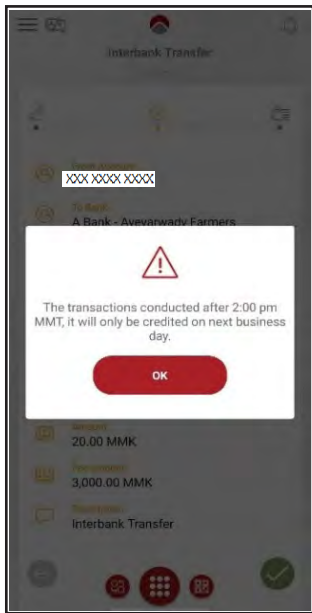 Interbank Transfer
From Account
XXX XXXX XXXX
To Bank
A Bank - Ayeyarwady Farmers
The transactions conducted after 2:00 pm
MMT, it will only be credited on next business
day.
OK
Amount
20.00 MMK
3,000.00 MMK
Interbank Transfer